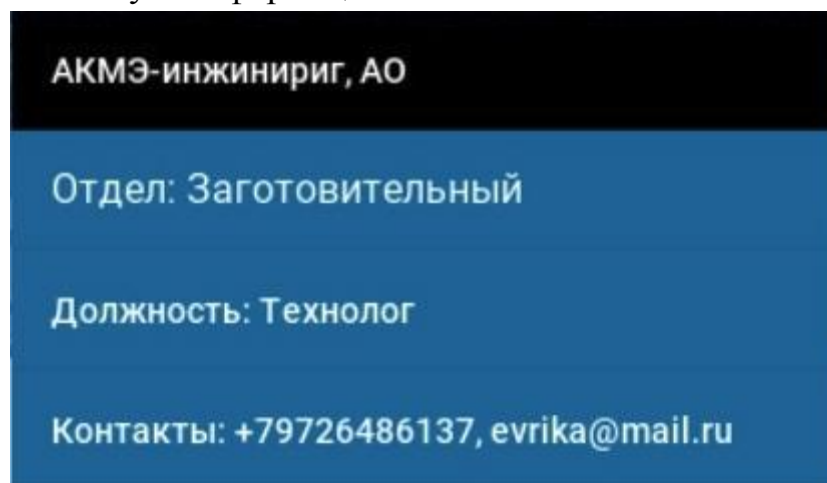 АКМЭ-инжинириг, АО
Отдел: Заготовительный
Должность: Технолог
Контакты: +79726486137, evrika@mail.ru